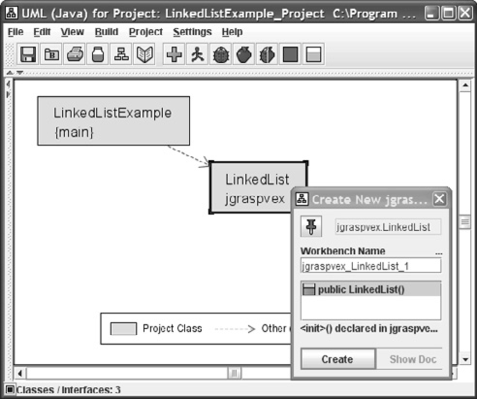 UML (Java) for Project: LinkedListExample_Project C:\Program ...
File Edit View Build Project Settings Help
LinkedListExample
{main}
LinkedList
jgraspvex
Create New jgras...
jgraspvex.LinkedList
Workbench Name ...
jgraspvex_LinkedList_1
public LinkedList()
<init>() declared in jgraspve...
Project Class
Other
Create
Show Doc
Classes / Interfaces: 3